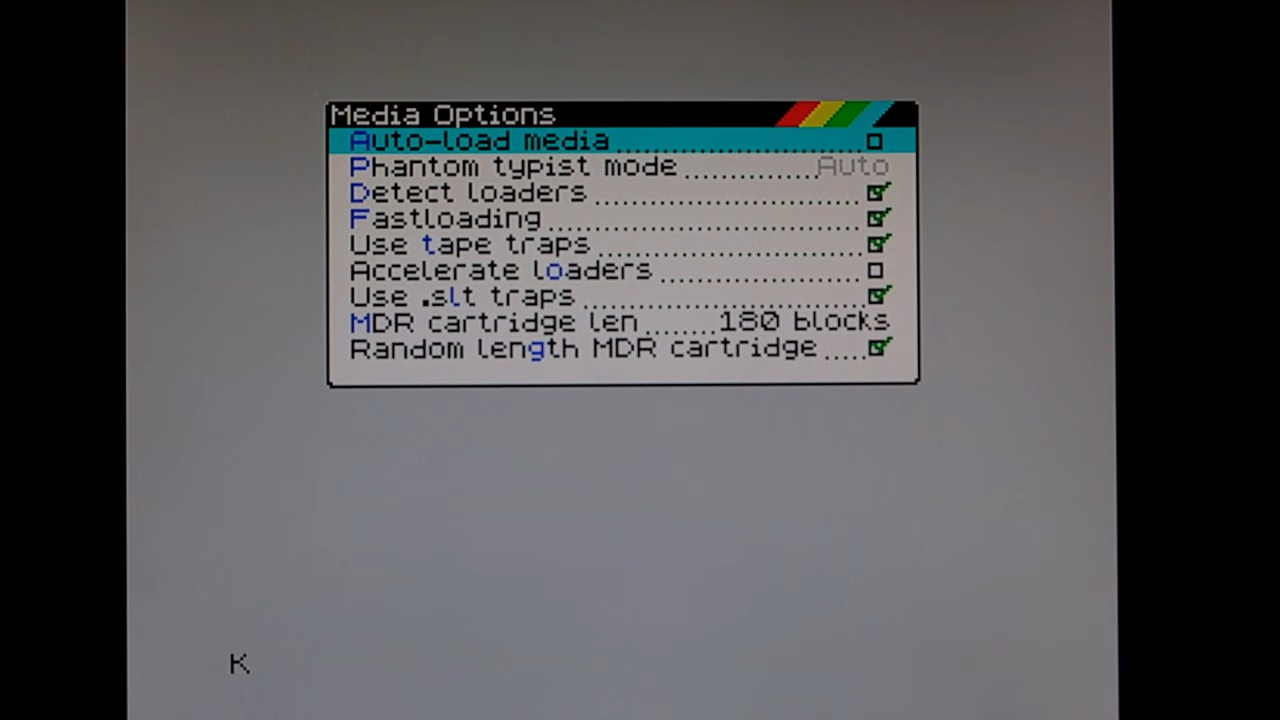 Media Options
Auto-load media
Phantom typist mode Auto
Detect loaders
Fastloading
Use tape traps
Accelerate loaders
Use .slt traps
MDR cartridge len 180 blocks
Random length MDR cartridge
K